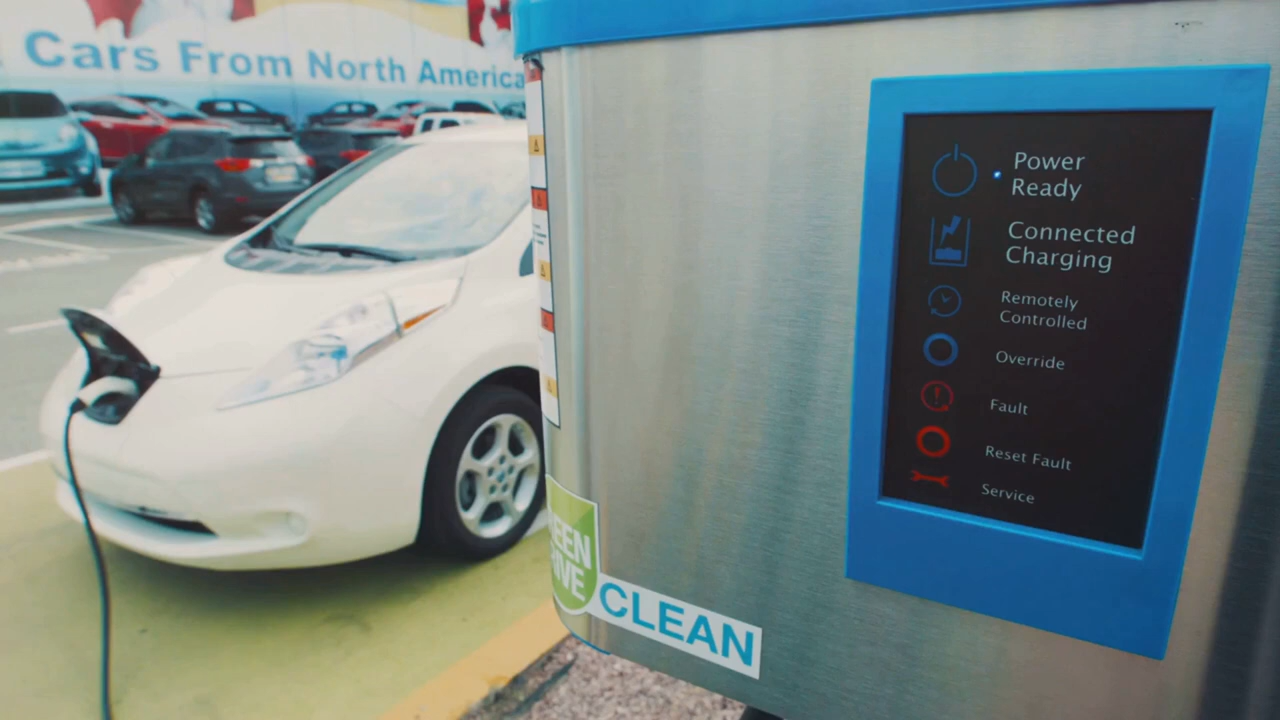 Cars From North America
Power
Ready
Connected
Charging
Remotely
Controlled
Override
Fault
Reset Fault
Service
CLEAN